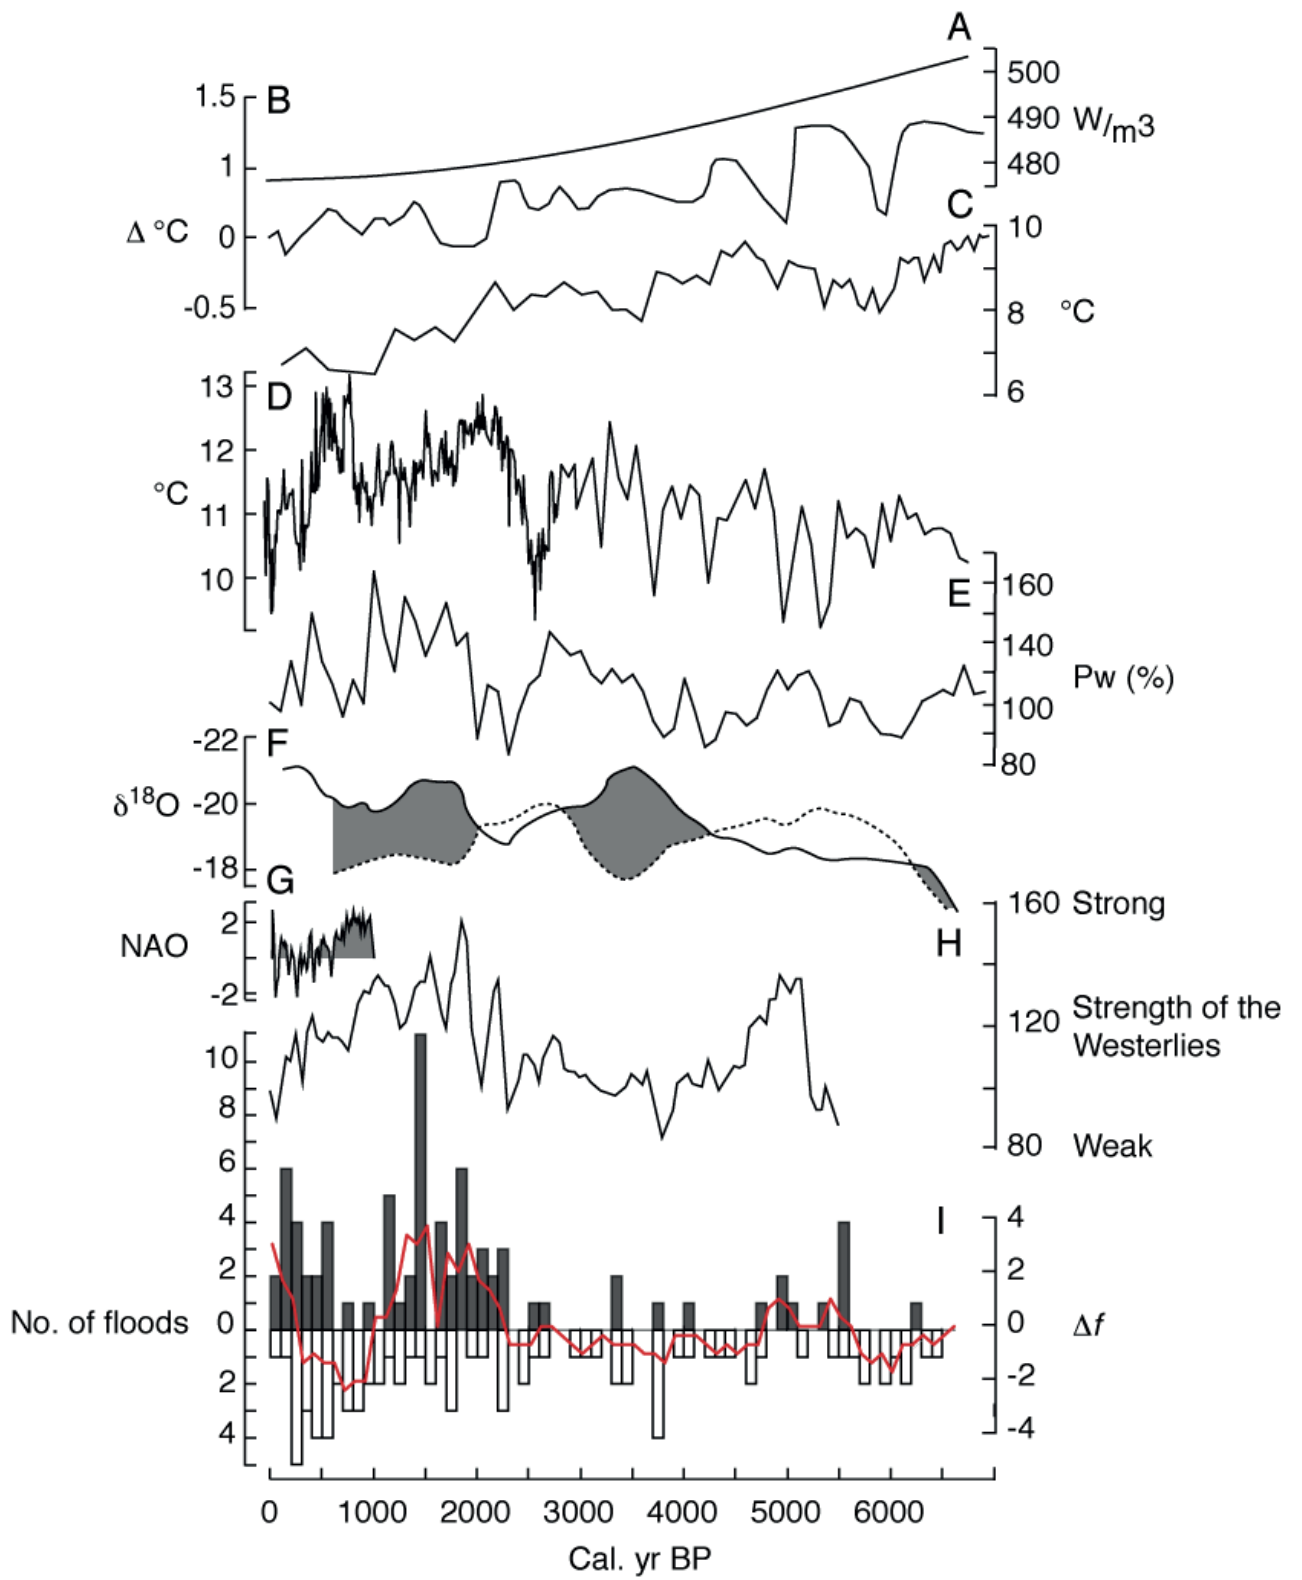 A
1.5 B 500
490 W/m3
1 480
C
Δ °C 0 10
-0.5 8 °C
13 D 6
12
°C
11
10 E 160
140
Pw (%)
100
-22 F 80
δ18O -20
-18
G 160 Strong
2 H
NAO
-2 120 Strength of the
Westerlies
10
8
80 Weak
6
4 I 4
2 2
No. of floods 0 0 Δf
2 -2
4 -4
0 1000 2000 3000 4000 5000 6000
Cal. yr BP